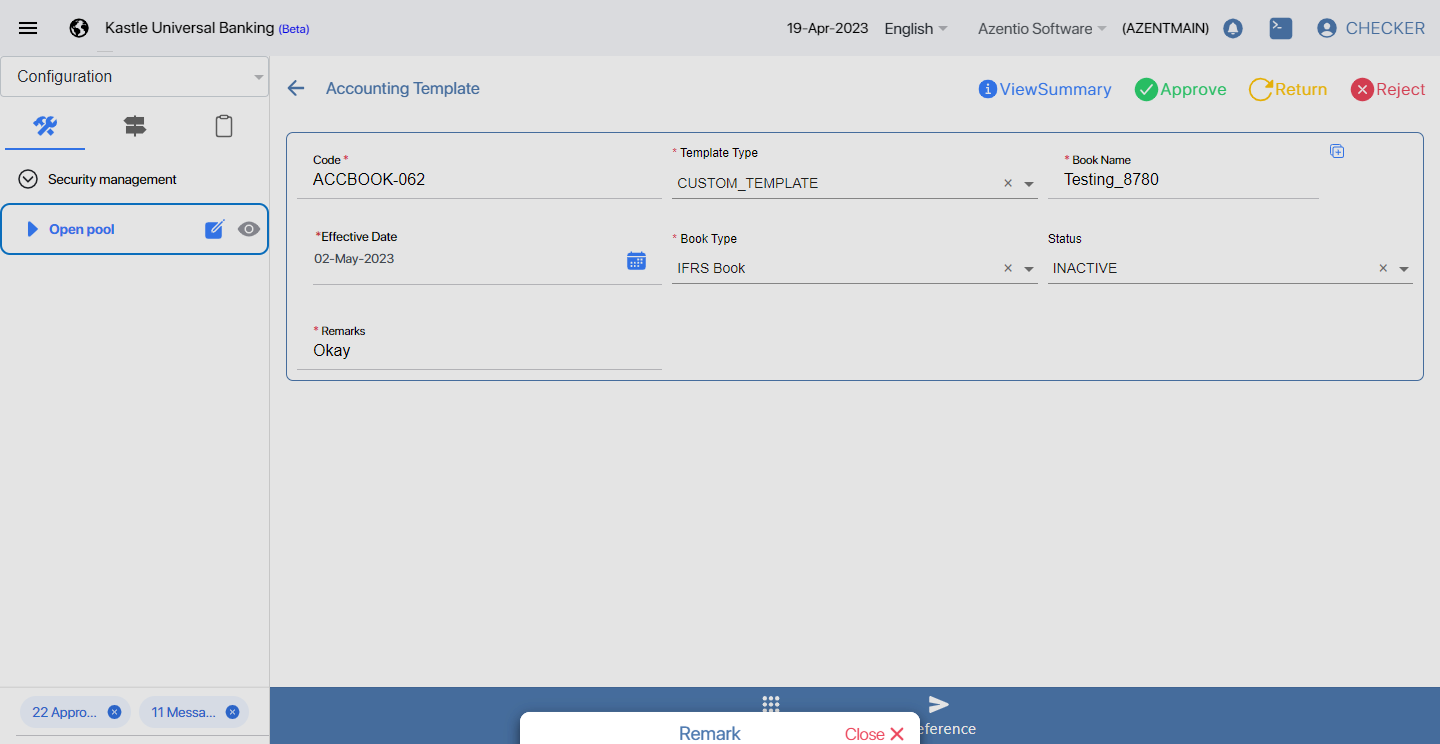 Kastle Universal Banking (Beta)
19-Apr-2023
English
Azentio Software
(AZENTMAIN)
CHECKER
Configuration
Accounting Template
ViewSummary
Approve
Return
Reject
Security management
Open pool
Code *
ACCBOOK-062
* Template Type
CUSTOM_TEMPLATE
* Book Name
Testing_8780
*Effective Date
02-May-2023
* Book Type
IFRS Book
Status
INACTIVE
* Remarks
Okay
22 Appro...
11 Messa...
eference
Remark
Close